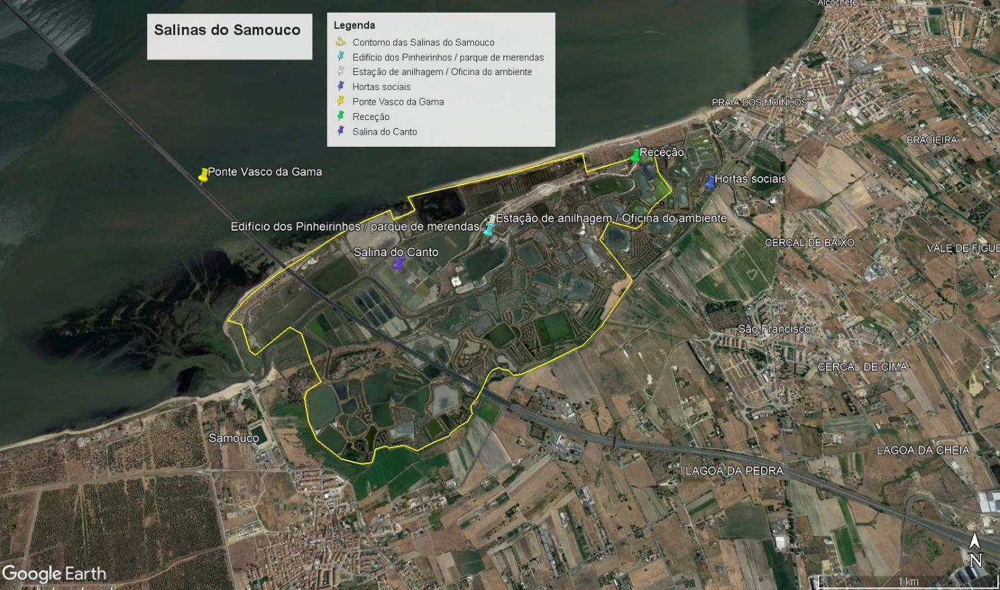 Alcochete
Salinas do Samouco
Legenda
Contorno das Salinas do Samouco
Edifício dos Pinheirinhos / parque de merendas
Estação de anilhagem / Oficina do ambiente
Hortas sociais
Ponte Vasco da Gama
Receção
Salina do Canto
PRAIA DOS MOINHOS
BRACIEIRA
Receção
Ponte Vasco da Gama
Hortas sociais
Estação de anilhagem / Oficina do ambiente
Edifício dos Pinheirinhos / parque de merendas
CERCAL DE BAIXO
VALE DE FIGUE
Salina do Canto
São Francisco
CERCAL DE CIMA
Samouco
LAGOA DA CHEIA
LAGOA DA PEDRA
N
Google Earth
1 km